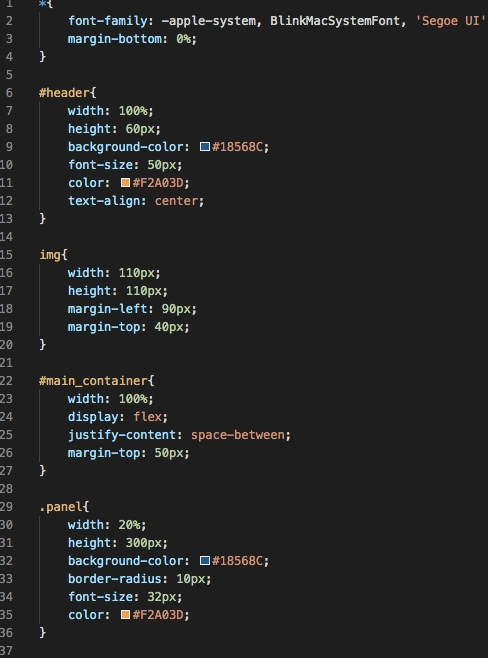 1 *{
2 font-family: -apple-system, BlinkMacSystemFont, 'Segoe UI'
3 margin-bottom: 0%;
4 }
5
6 #header{
7 width: 100%;
8 height: 60px;
9 background-color: #18568C;
10 font-size: 50px;
11 color: #F2A03D;
12 text-align: center;
13 }
14
15 img{
16 width: 110px;
17 height: 110px;
18 margin-left: 90px;
19 margin-top: 40px;
20 }
21
22 #main_container{
23 width: 100%;
24 display: flex;
25 justify-content: space-between;
26 margin-top: 50px;
27 }
28
29 .panel{
30 width: 20%;
31 height: 300px;
32 background-color: #18568C;
33 border-radius: 10px;
34 font-size: 32px;
35 color: #F2A03D;
36 }
37